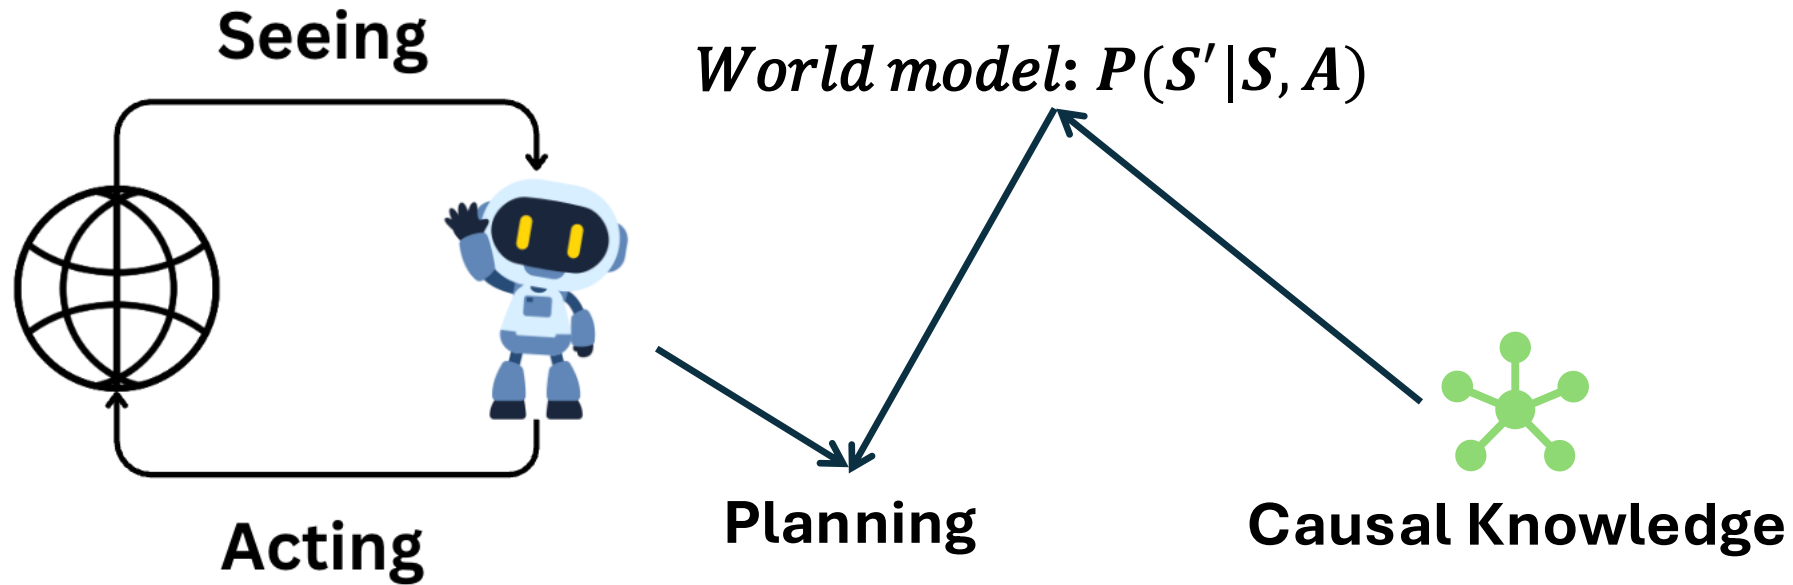 Seeing
World model: P(S′|S, A)
Planning
Causal Knowledge
Acting